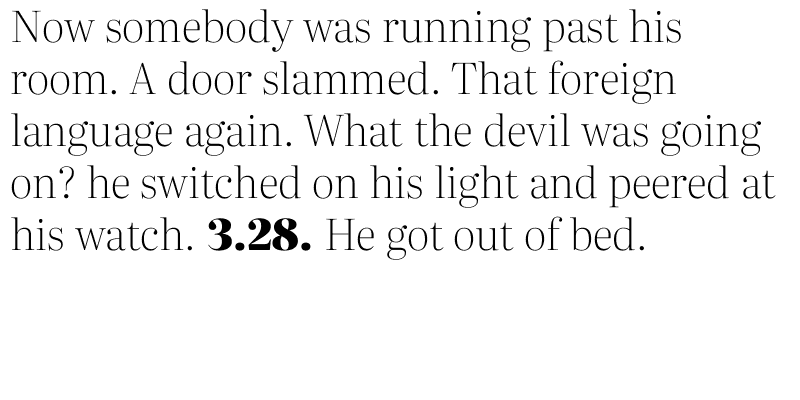 Now somebody was running past his
room. A door slammed. That foreign
language again. What the devil was going
on? he switched on his light and peered at
his watch. 3.28. He got out of bed.